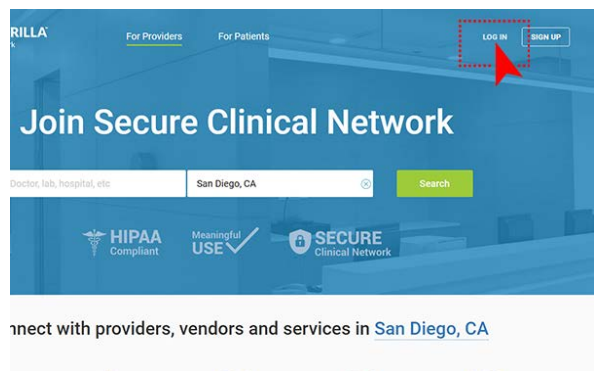 RILLA
For Providers
For Patients
LOG IN
SIGN UP
Join Secure Clinical Network
Doctor, lab, hospital, etc
San Diego, CA
Search
HIPAA
Compliant
Meaningful
USE
SECURE
Clinical Network
nnect with providers, vendors and services in San Diego, CA